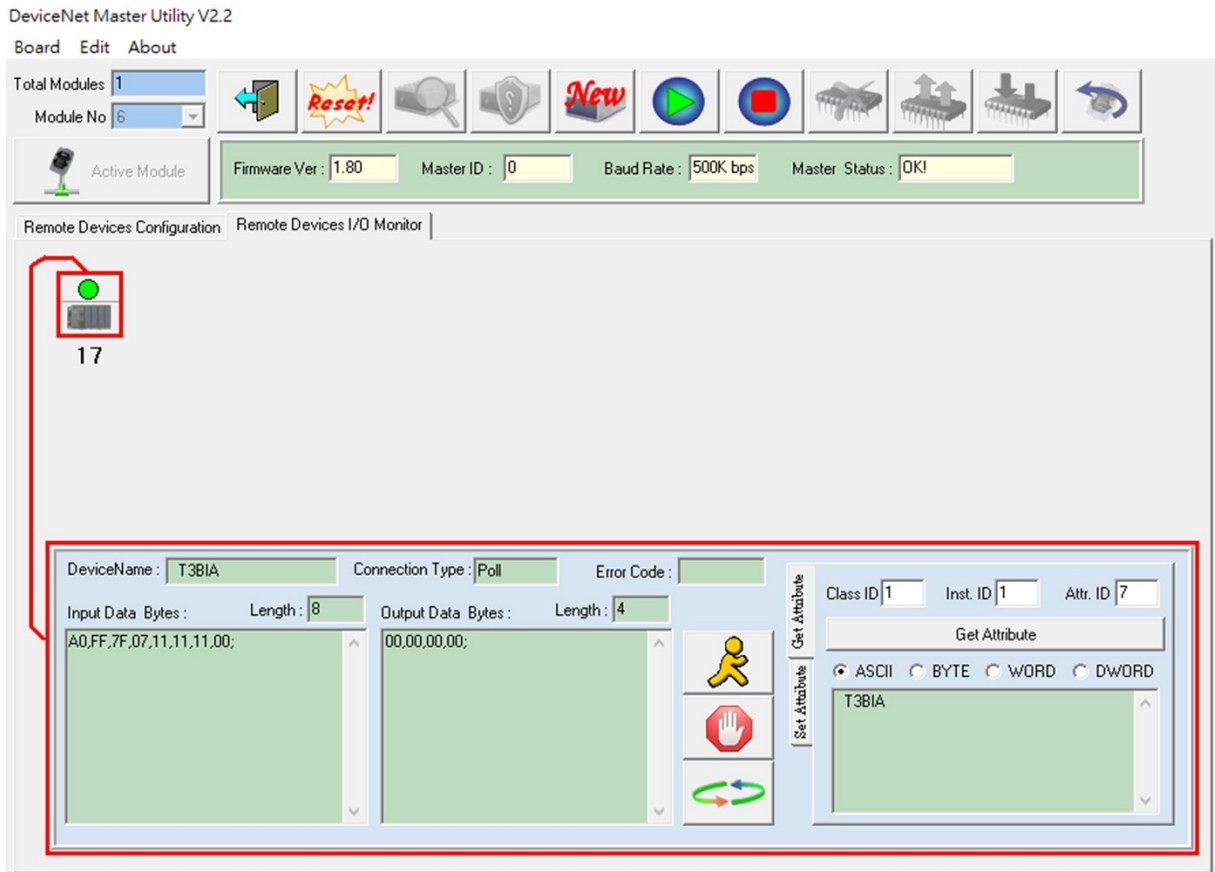 DeviceNet Master Utility V2.2
Board Edit About
Total Modules 1
Module No 6
Reset!
New
Active Module
Firmware Ver : 1.80 Master ID : 0 Baud Rate : 500K bps Master Status : OK!
Remote Devices Configuration Remote Devices I/O Monitor
17
DeviceName : T3BIA Connection Type : Poll Error Code :
Input Data Bytes : Length : 8 Output Data Bytes : Length : 4
A0,FF,7F,07,11,11,11,00; 00,00,00,00;
Get Attribute
Set Attribute
Class ID 1 Inst. ID 1 Attr. ID 7
Get Attribute
ASCII BYTE WORD DWORD
T3BIA